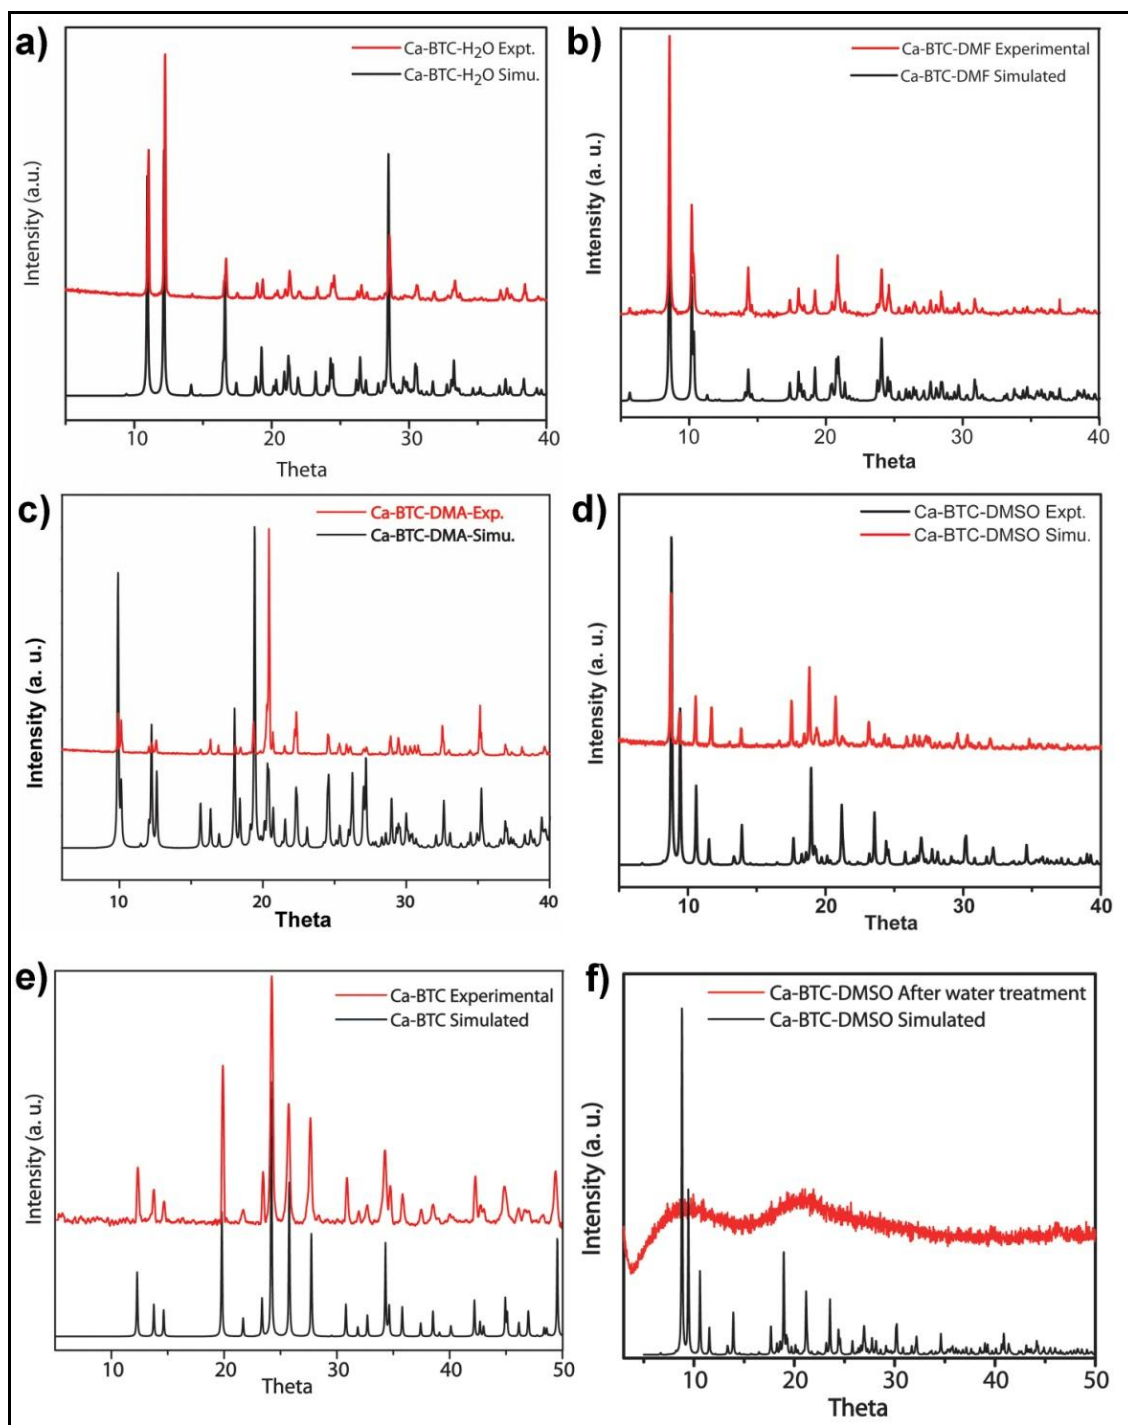 a)
Ca-BTC-H2O Expt.
Ca-BTC-H2O Simu.
Intensity (a.u.)
10 20 30 40
Theta
b)
Ca-BTC-DMF Experimental
Ca-BTC-DMF Simulated
Intensity (a. u.)
10 20 30 40
Theta
c)
Ca-BTC-DMA-Exp.
Ca-BTC-DMA-Simu.
Intensity (a. u.)
10 20 30 40
Theta
d)
Ca-BTC-DMSO Expt.
Ca-BTC-DMSO Simu.
Intensity (a. u.)
10 20 30 40
Theta
e)
Ca-BTC Experimental
Ca-BTC Simulated
Intensity (a. u.)
10 20 30 40 50
Theta
f)
Ca-BTC-DMSO After water treatment
Ca-BTC-DMSO Simulated
Intensity (a. u.)
10 20 30 40 50
Theta